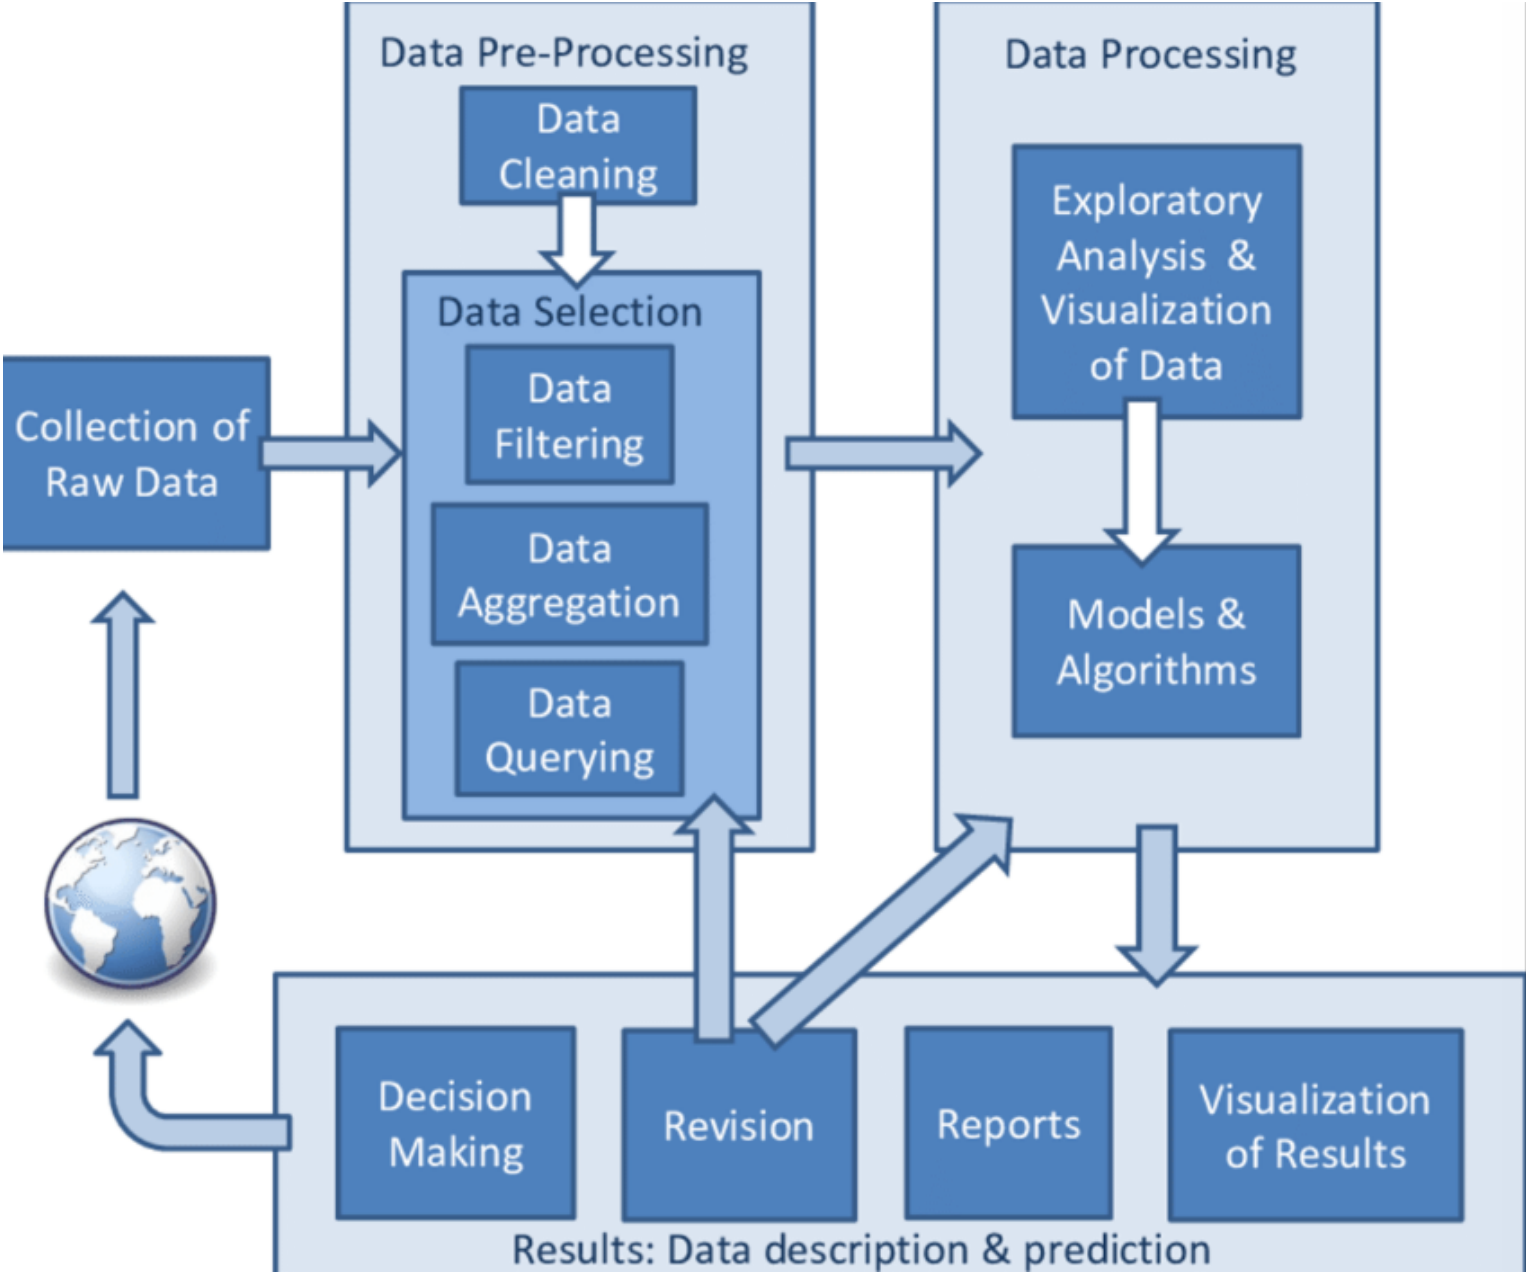 Data Pre-Processing
Data
Cleaning
Data Selection
Data
Filtering
Data
Aggregation
Data
Querying
Collection of
Raw Data
Data Processing
Exploratory
Analysis &
Visualization
of Data
Models &
Algorithms
Decision
Making
Revision
Reports
Visualization
of Results
Results: Data description & prediction